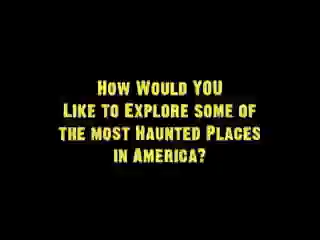 How Would YOU
Like to Explore some of
the most Haunted Places
in America?